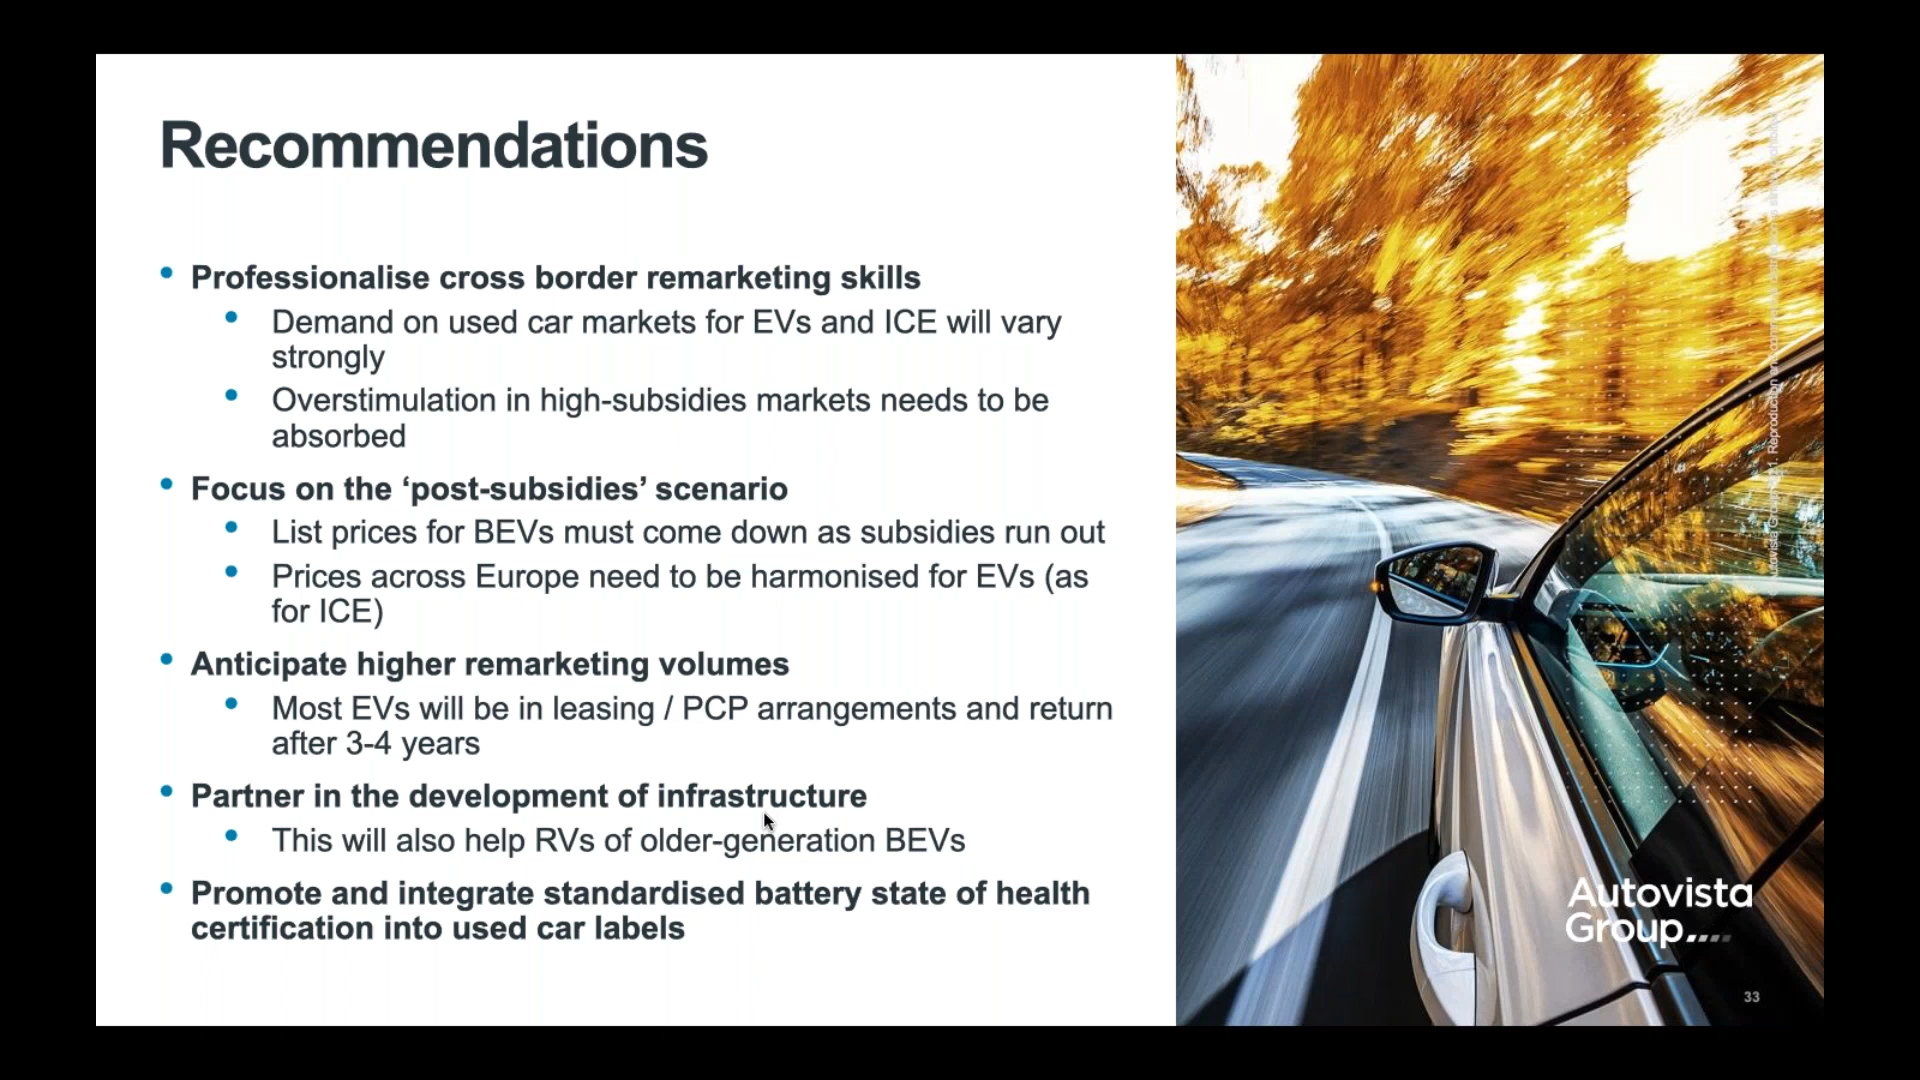 Recommendations
• Professionalise cross border remarketing skills
• Demand on used car markets for EVs and ICE will vary
strongly
• Overstimulation in high-subsidies markets needs to be
absorbed
• Focus on the ‘post-subsidies’ scenario
• List prices for BEVs must come down as subsidies run out
• Prices across Europe need to be harmonised for EVs (as
for ICE)
• Anticipate higher remarketing volumes
• Most EVs will be in leasing / PCP arrangements and return
after 3-4 years
• Partner in the development of infrastructure
• This will also help RVs of older-generation BEVs
• Promote and integrate standardised battery state of health
certification into used car labels
Autovista
Group
33